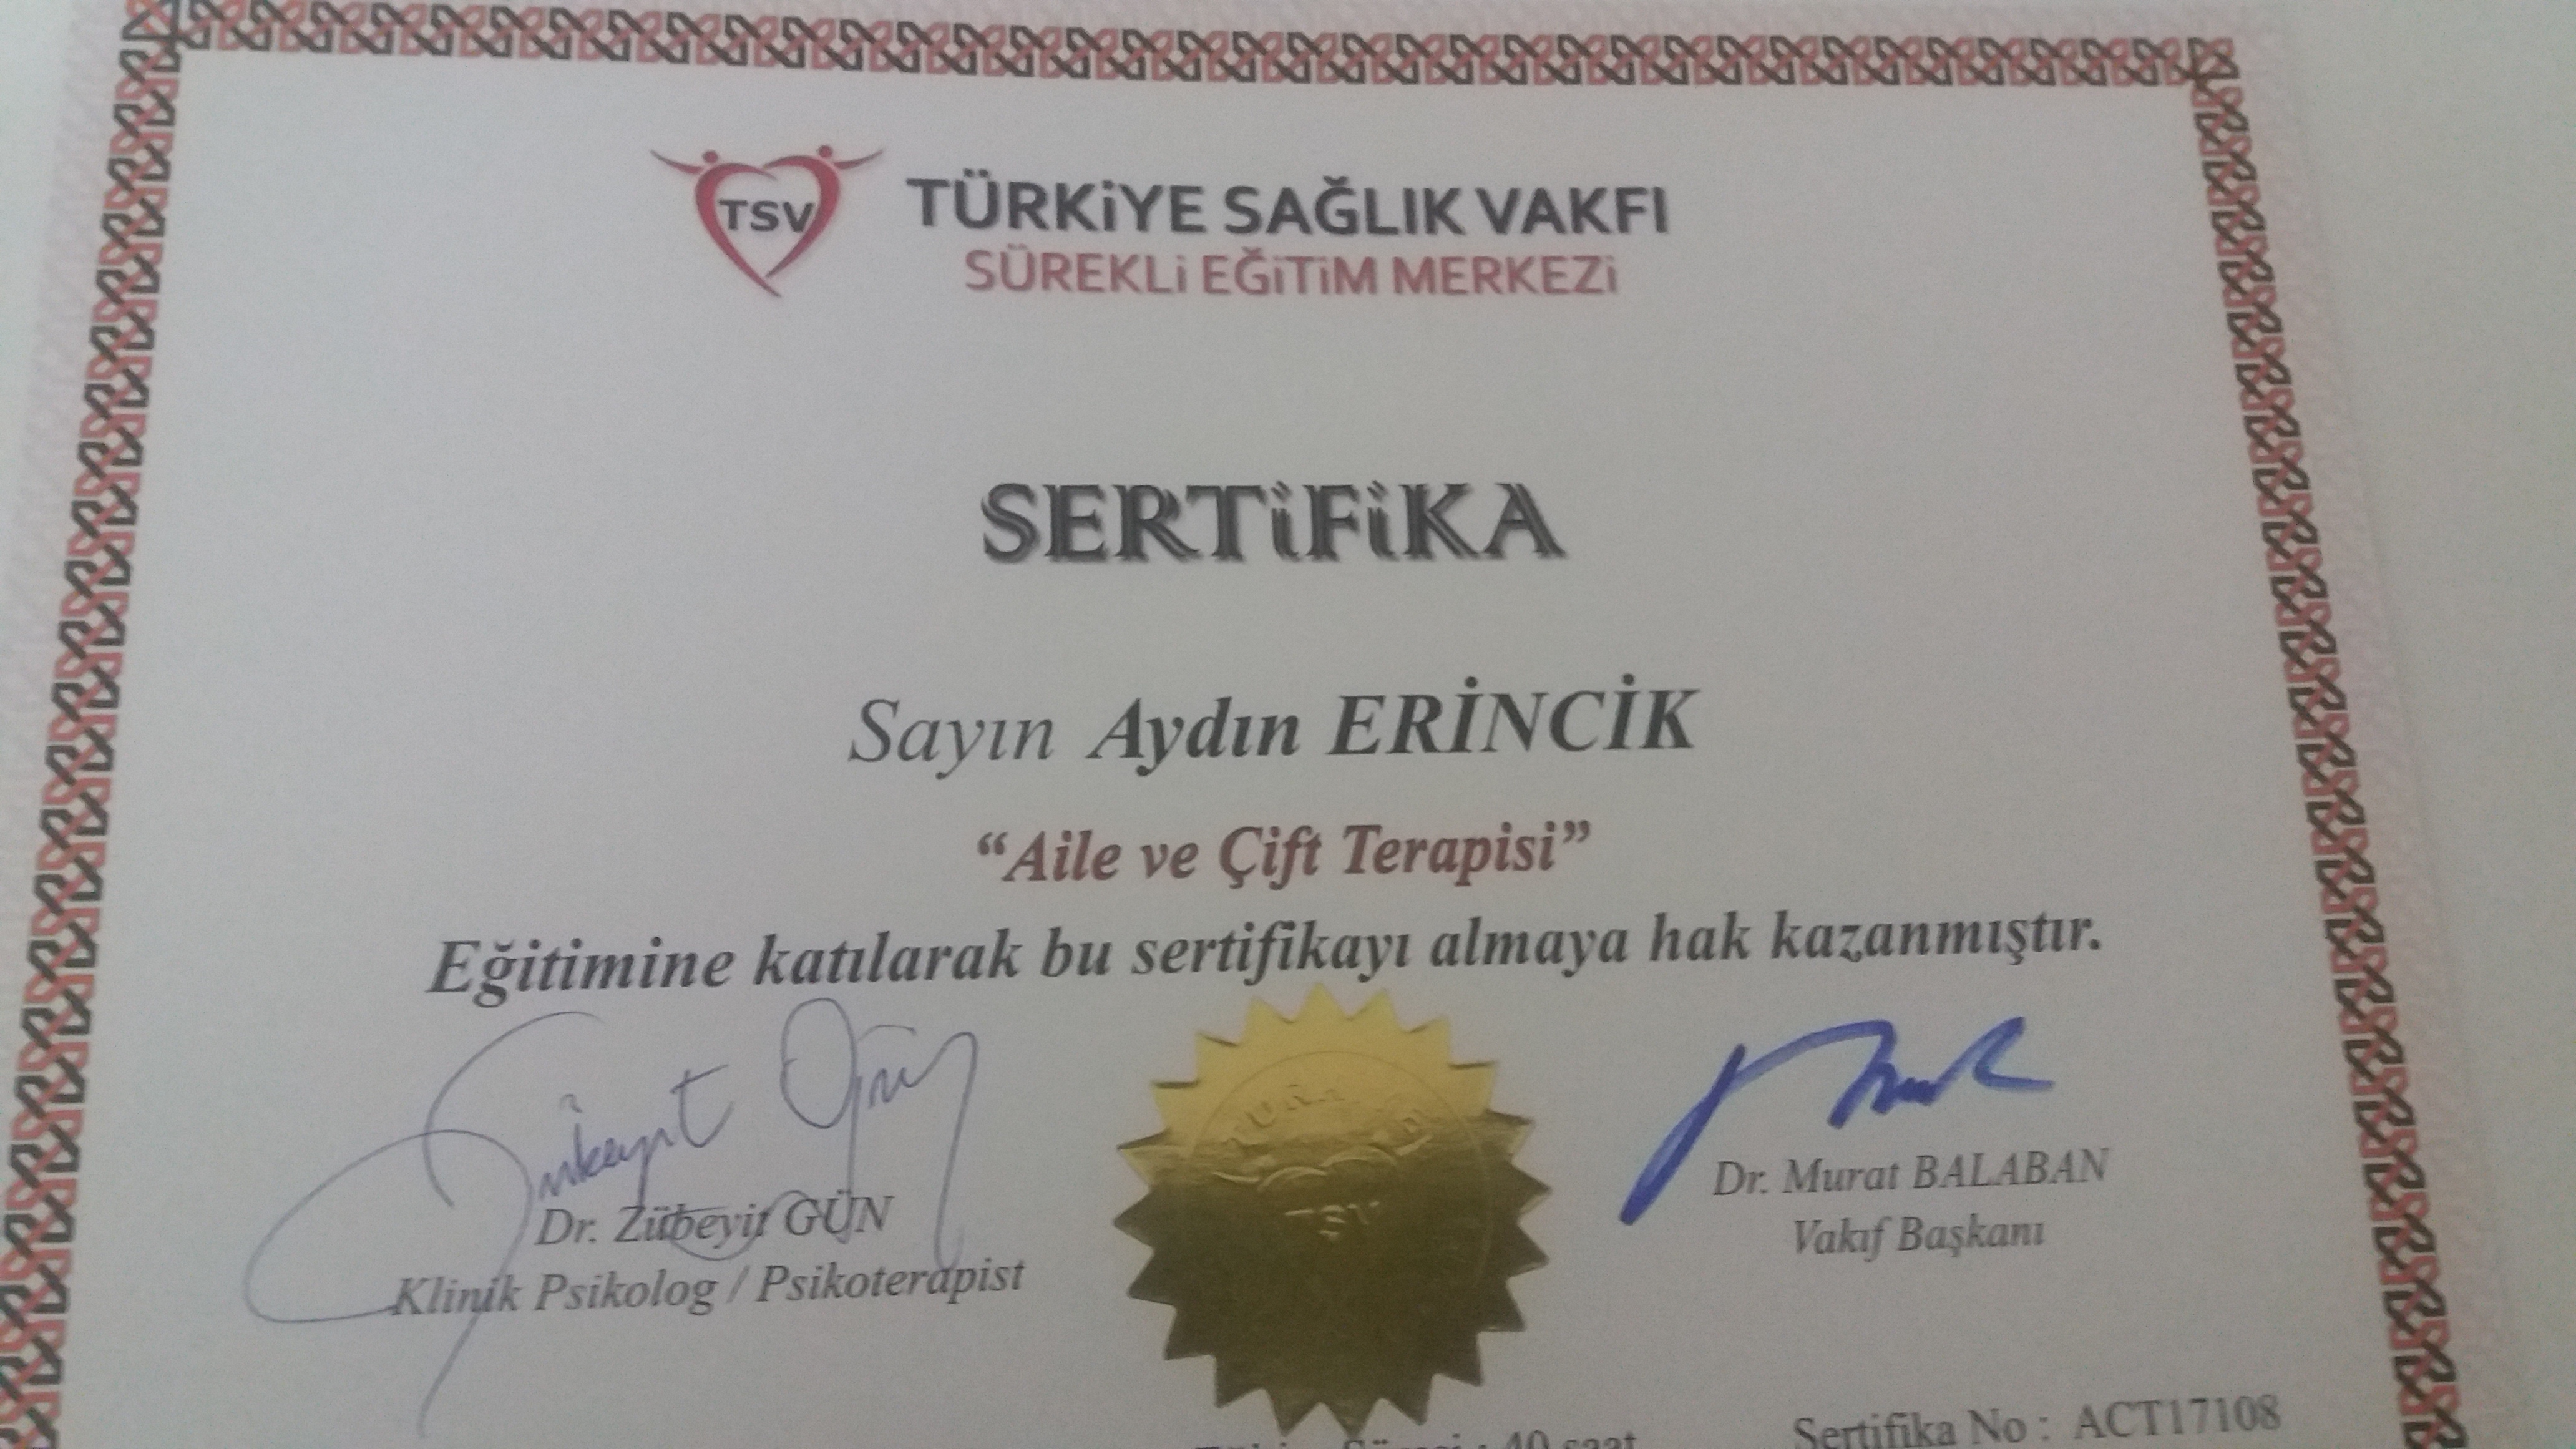 TSV
TÜRKİYE SAĞLIK VAKFI
SÜREKLİ EĞİTİM MERKEZİ
SERTİFİKA
Sayın Aydın ERİNCİK
“Aile ve Çift Terapisi”
Eğitimine katılarak bu sertifikayı almaya hak kazanmıştır.
Dr. Zübeyit GÜN
Klinik Psikolog / Psikoterapist
TSV
Dr. Murat BALABAN
Vakıf Başkanı
: 40 saat
Sertifika No : ACT17108